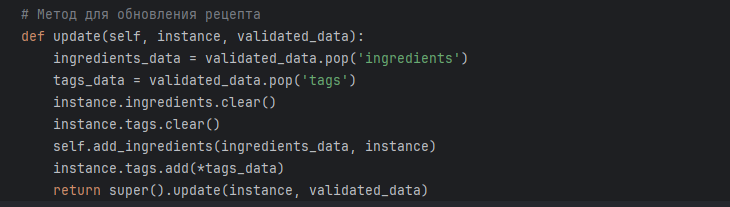 # Метод для обновления рецепта
def update(self, instance, validated_data):
    ingredients_data = validated_data.pop('ingredients')
    tags_data = validated_data.pop('tags')
    instance.ingredients.clear()
    instance.tags.clear()
    self.add_ingredients(ingredients_data, instance)
    instance.tags.add(*tags_data)
    return super().update(instance, validated_data)